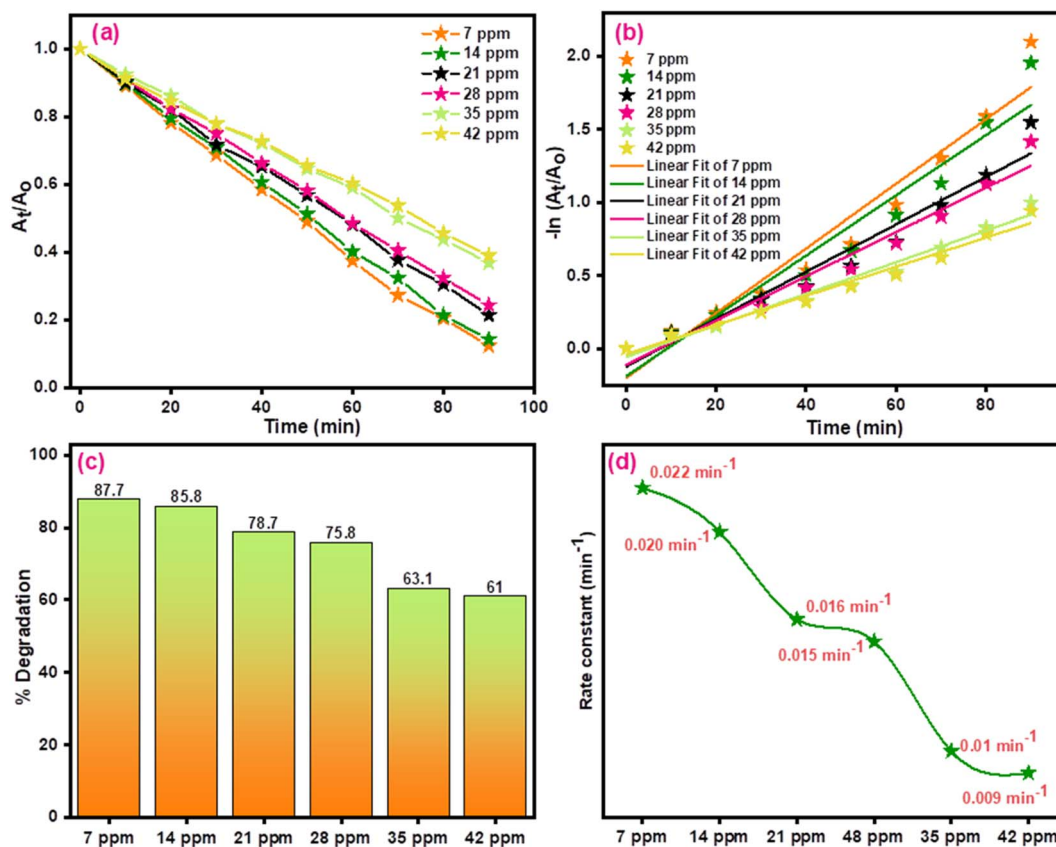 (a)
7 ppm
14 ppm
21 ppm
28 ppm
35 ppm
42 ppm
1.0
0.8
0.6
0.4
0.2
0.0
At/Ao
0 20 40 60 80 100
Time (min)
(b)
7 ppm
14 ppm
21 ppm
28 ppm
35 ppm
42 ppm
Linear Fit of 7 ppm
Linear Fit of 14 ppm
Linear Fit of 21 ppm
Linear Fit of 28 ppm
Linear Fit of 35 ppm
Linear Fit of 42 ppm
2.0
1.5
1.0
0.5
0.0
-ln (At/Ao)
0 20 40 60 80
Time (min)
(c)
100
80
60
40
20
0
% Degradation
87.7 85.8 78.7 75.8 63.1 61
7 ppm 14 ppm 21 ppm 28 ppm 35 ppm 42 ppm
(d)
Rate constant (min⁻¹)
0.022 min⁻¹
0.020 min⁻¹
0.016 min⁻¹
0.015 min⁻¹
0.01 min⁻¹
0.009 min⁻¹
7 ppm 14 ppm 21 ppm 48 ppm 35 ppm 42 ppm